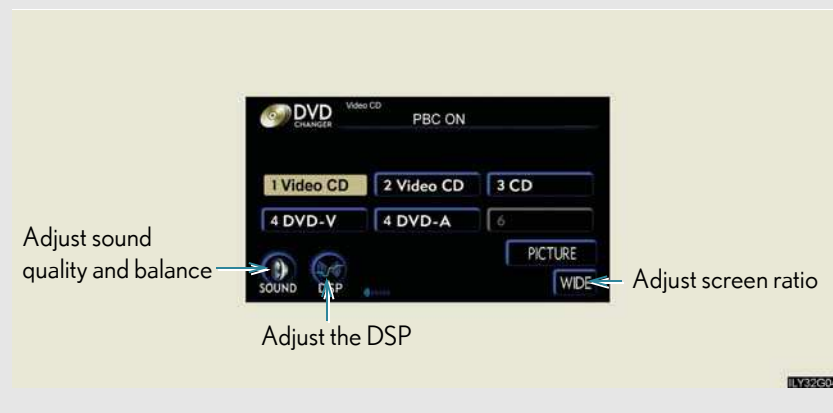 DVD
CHANGER
Video CD
PBC ON
1 Video CD
2 Video CD
3 CD
4 DVD-V
4 DVD-A
6
PICTURE
SOUND
DSP
WIDE
Adjust sound
quality and balance
Adjust screen ratio
Adjust the DSP